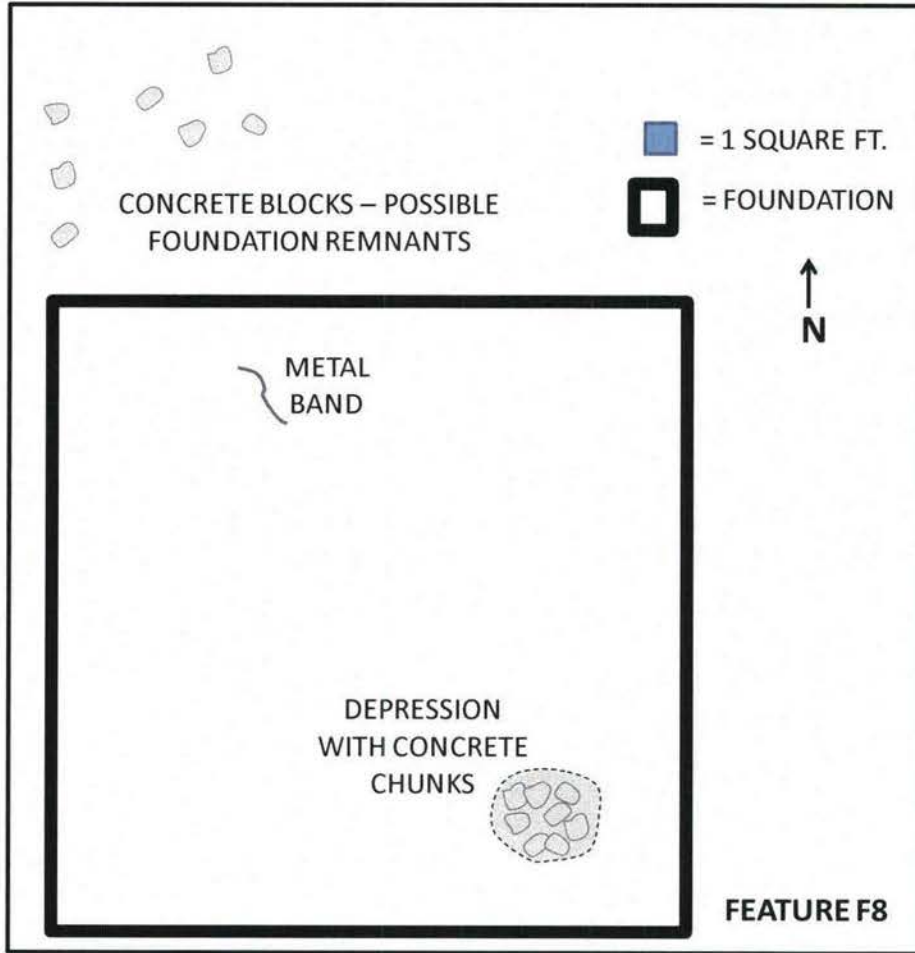 = 1 SQUARE FT.
= FOUNDATION
CONCRETE BLOCKS – POSSIBLE
FOUNDATION REMNANTS
N
METAL
BAND
DEPRESSION
WITH CONCRETE
CHUNKS
FEATURE F8